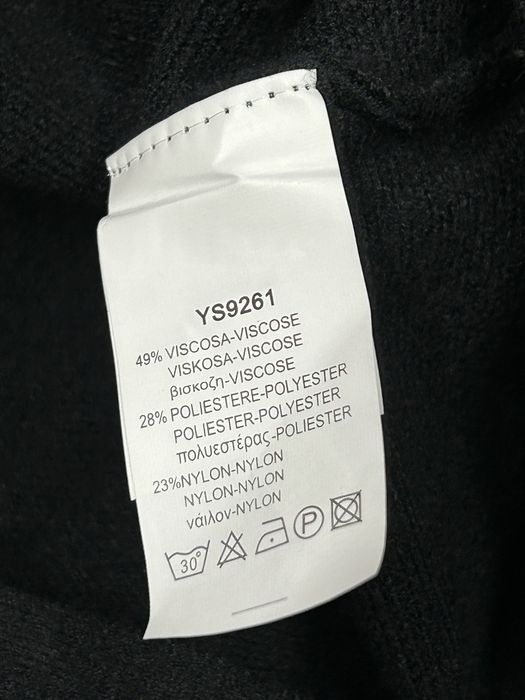 YS9261
49% VISCOSA-VISCOSE
VISKOSA-VISCOSE
βισκοζη-VISCOSE
28% POLIESTERE-POLYESTER
POLIESTER-POLYESTER
πολυεστέρας-POLIESTER
23%NYLON-NYLON
NYLON-NYLON
νάιλον-NYLON
30° P